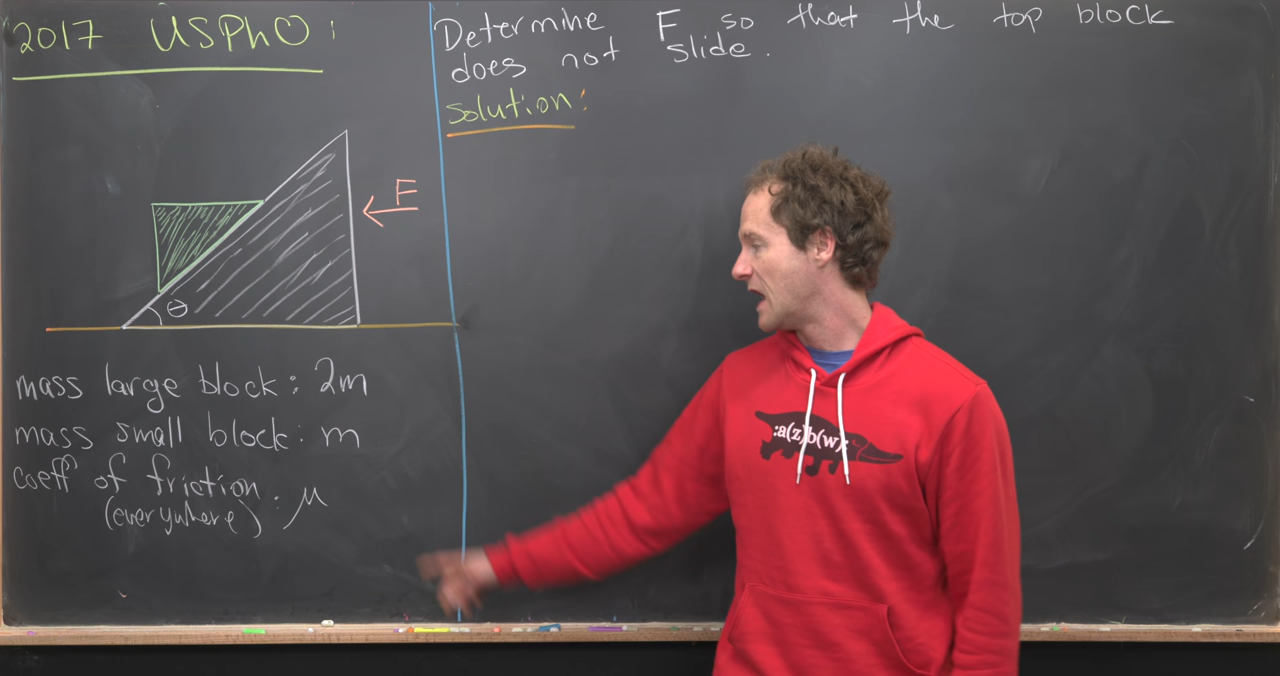 2017 USPhO:
Determine F so that the top block
does not slide.
solution:
F
θ
mass large block: 2m
mass small block: m
coeff of friction: μ
(everywhere)
:a(z)b(w):